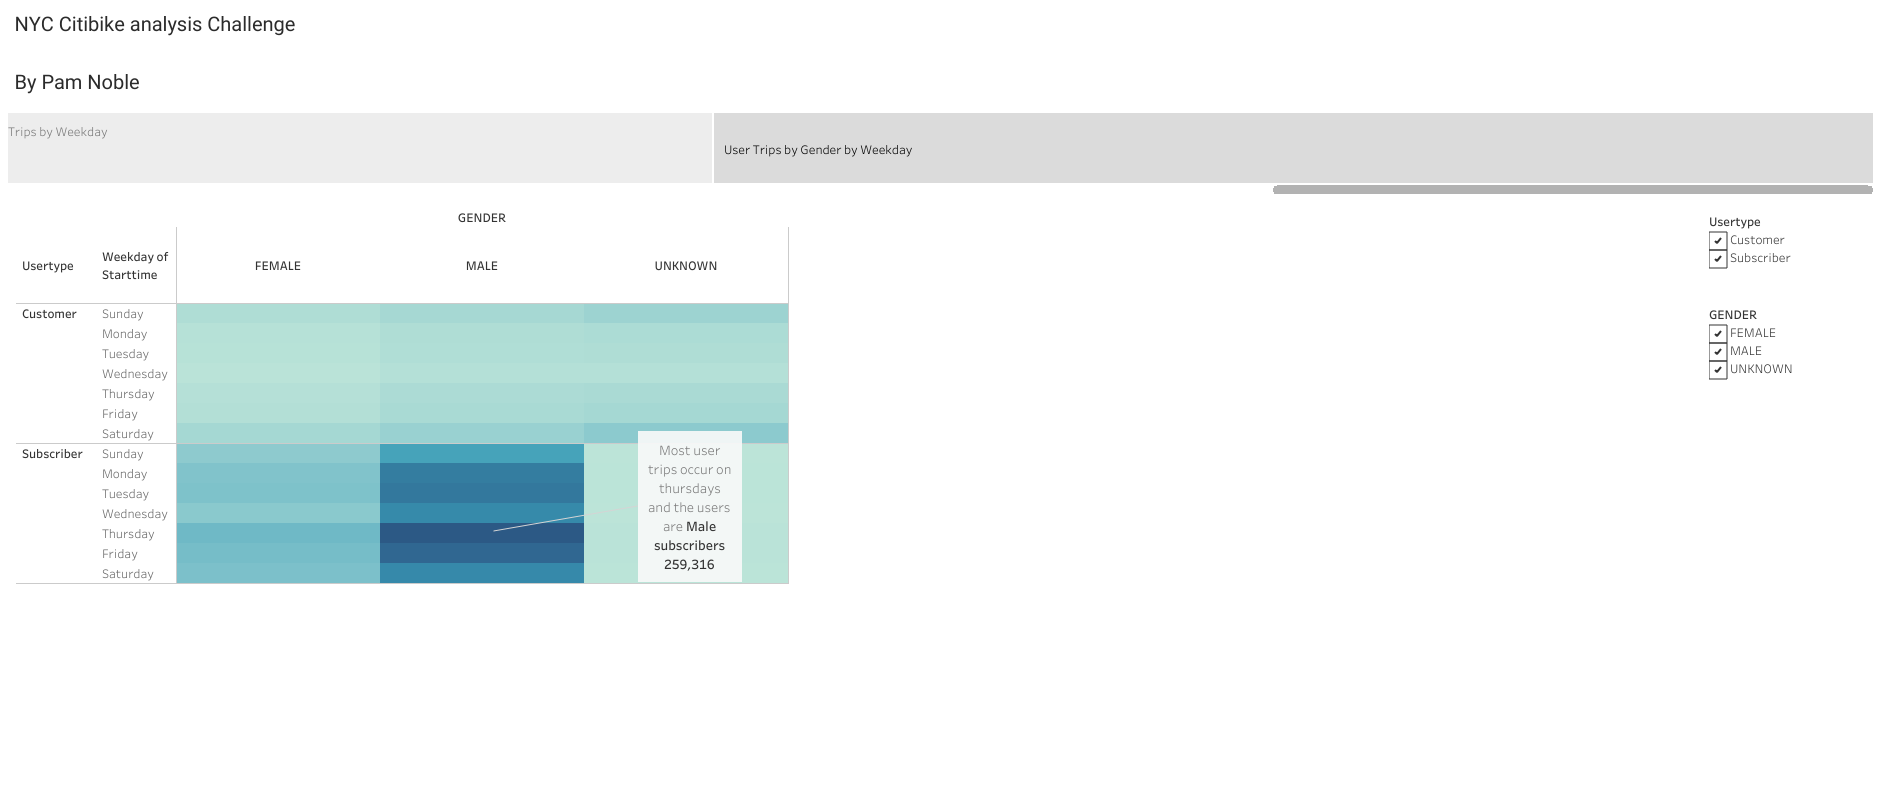 NYC Citibike analysis Challenge
By Pam Noble
Trips by Weekday
User Trips by Gender by Weekday
GENDER
Usertype
Weekday of
Starttime
FEMALE
MALE
UNKNOWN
Customer
Sunday
Monday
Tuesday
Wednesday
Thursday
Friday
Saturday
Subscriber
Sunday
Monday
Tuesday
Wednesday
Thursday
Friday
Saturday
Most user
trips occur on
thursdays
and the users
are Male
subscribers
259,316
Usertype
Customer
Subscriber
GENDER
FEMALE
MALE
UNKNOWN